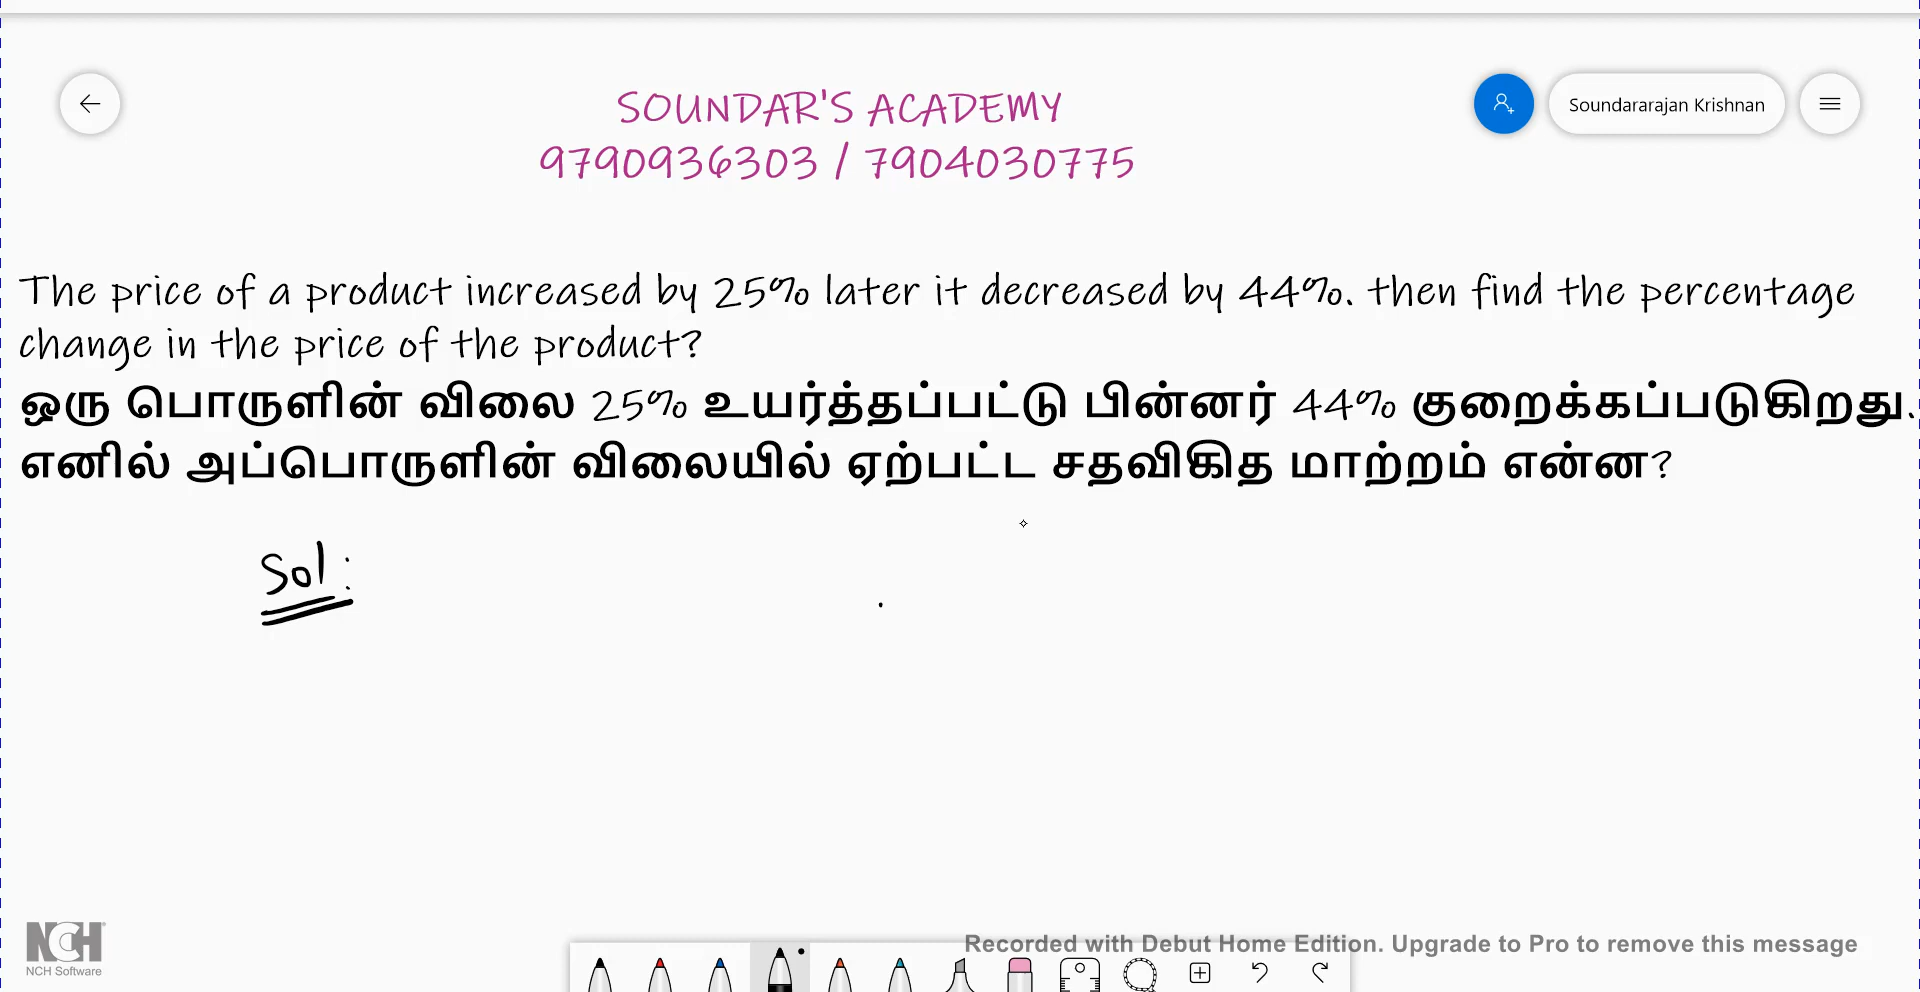 SOUNDAR'S ACADEMY
Soundararajan Krishnan
9790936303 / 7904030775
The price of a product increased by 25% later it decreased by 44%. then find the percentage
change in the price of the product?
ஒரு பொருளின் விலை 25% உயர்த்தப்பட்டு பின்னர் 44% குறைக்கப்படுகிறது.
எனில் அப்பொருளின் விலையில் ஏற்பட்ட சதவிகித மாற்றம் என்ன?
Sol:
NCH
NCH Software
Recorded with Debut Home Edition. Upgrade to Pro to remove this message